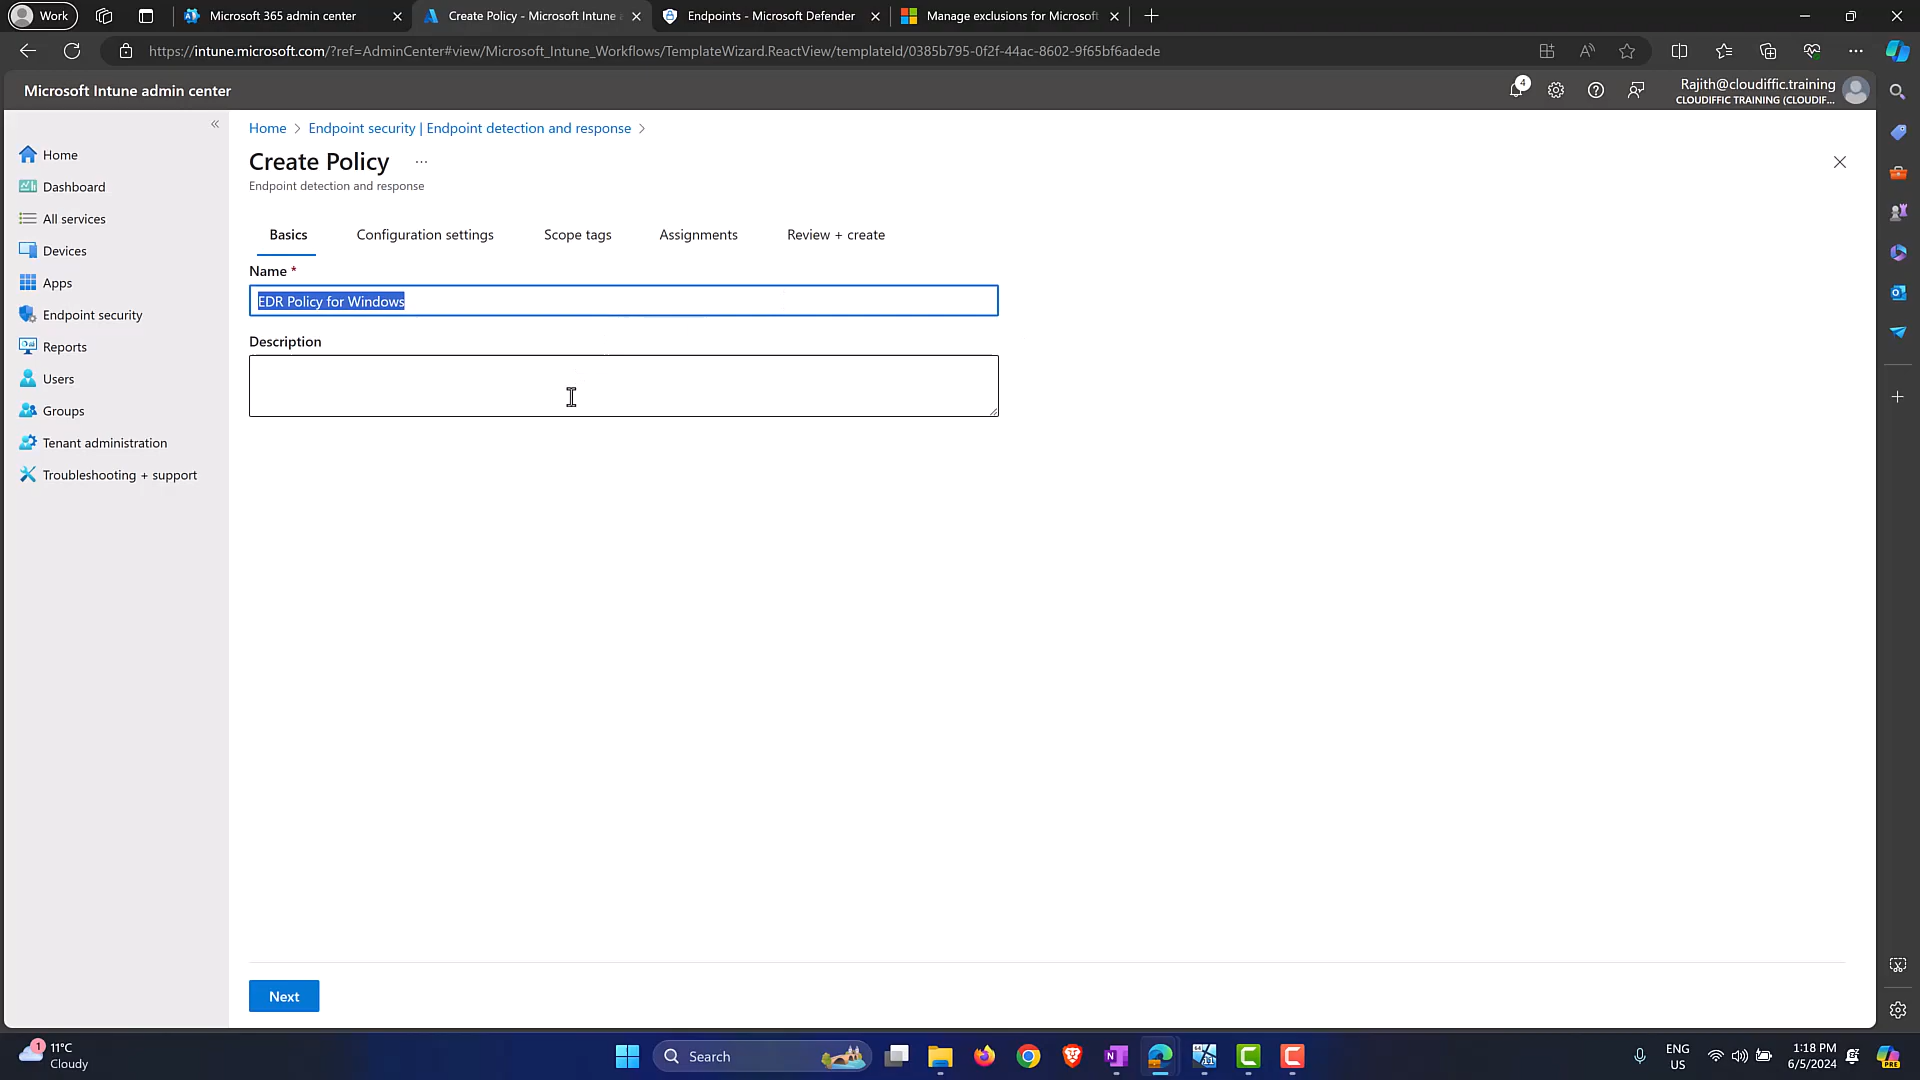 Work
Microsoft 365 admin center
Create Policy - Microsoft Intune a
Endpoints - Microsoft Defender
Manage exclusions for Microsoft
https://intune.microsoft.com/?ref=AdminCenter#view/Microsoft_Intune_Workflows/TemplateWizard.ReactView/templateId/0385b795-0f2f-44ac-8602-9f65bf6adede
Microsoft Intune admin center
4
Rajith@cloudiffic.training
CLOUDIFFIC TRAINING (CLOUDIF...
Home
Dashboard
All services
Devices
Apps
Endpoint security
Reports
Users
Groups
Tenant administration
Troubleshooting + support
Home > Endpoint security | Endpoint detection and response >
Create Policy ...
Endpoint detection and response
Basics Configuration settings Scope tags Assignments Review + create
Name *
EDR Policy for Windows
Description
Next
1
11°C
Cloudy
Search
ENG
US
1:18 PM
6/5/2024
PRE